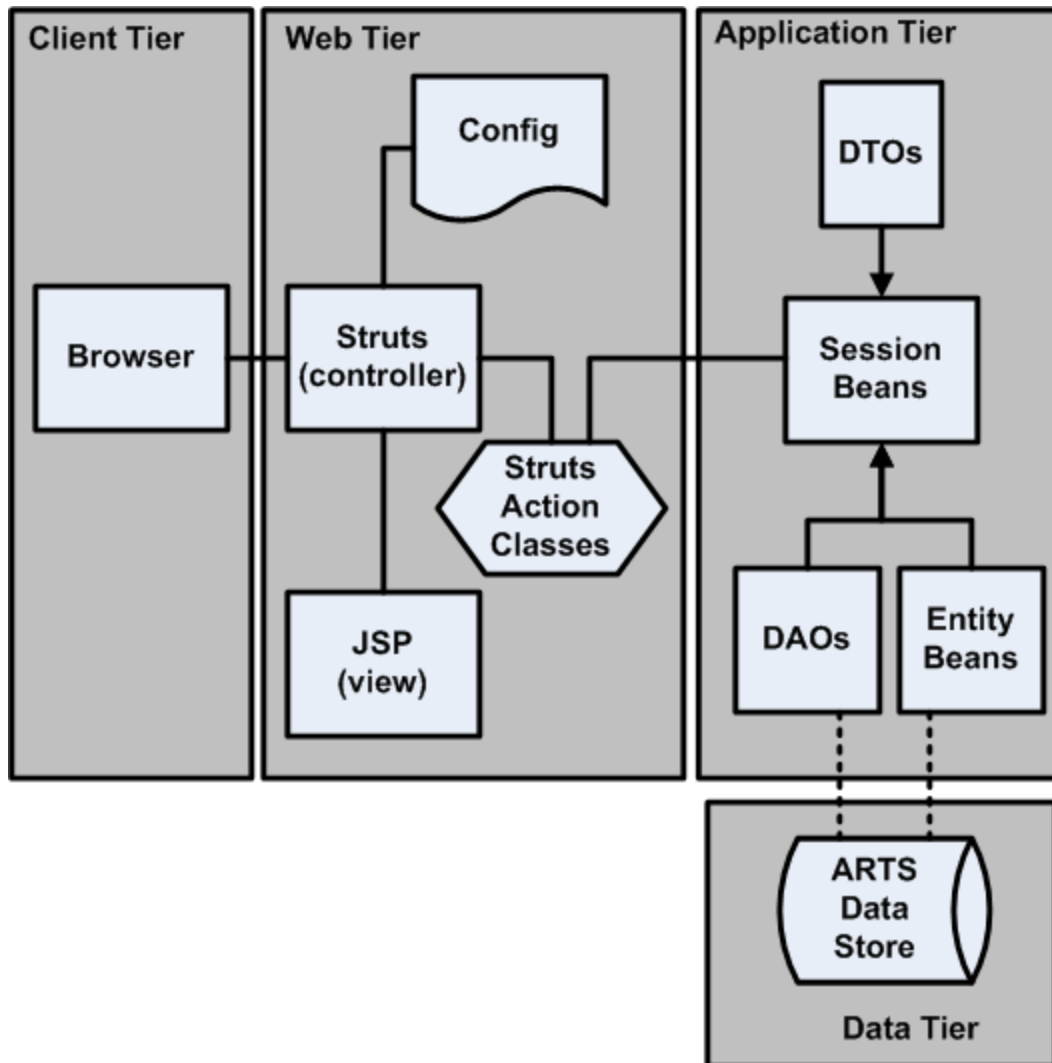 Client Tier
Web Tier
Application Tier
Config
DTOs
Browser
Struts
(controller)
Session
Beans
Struts
Action
Classes
JSP
(view)
DAOs
Entity
Beans
ARTS
Data
Store
Data Tier